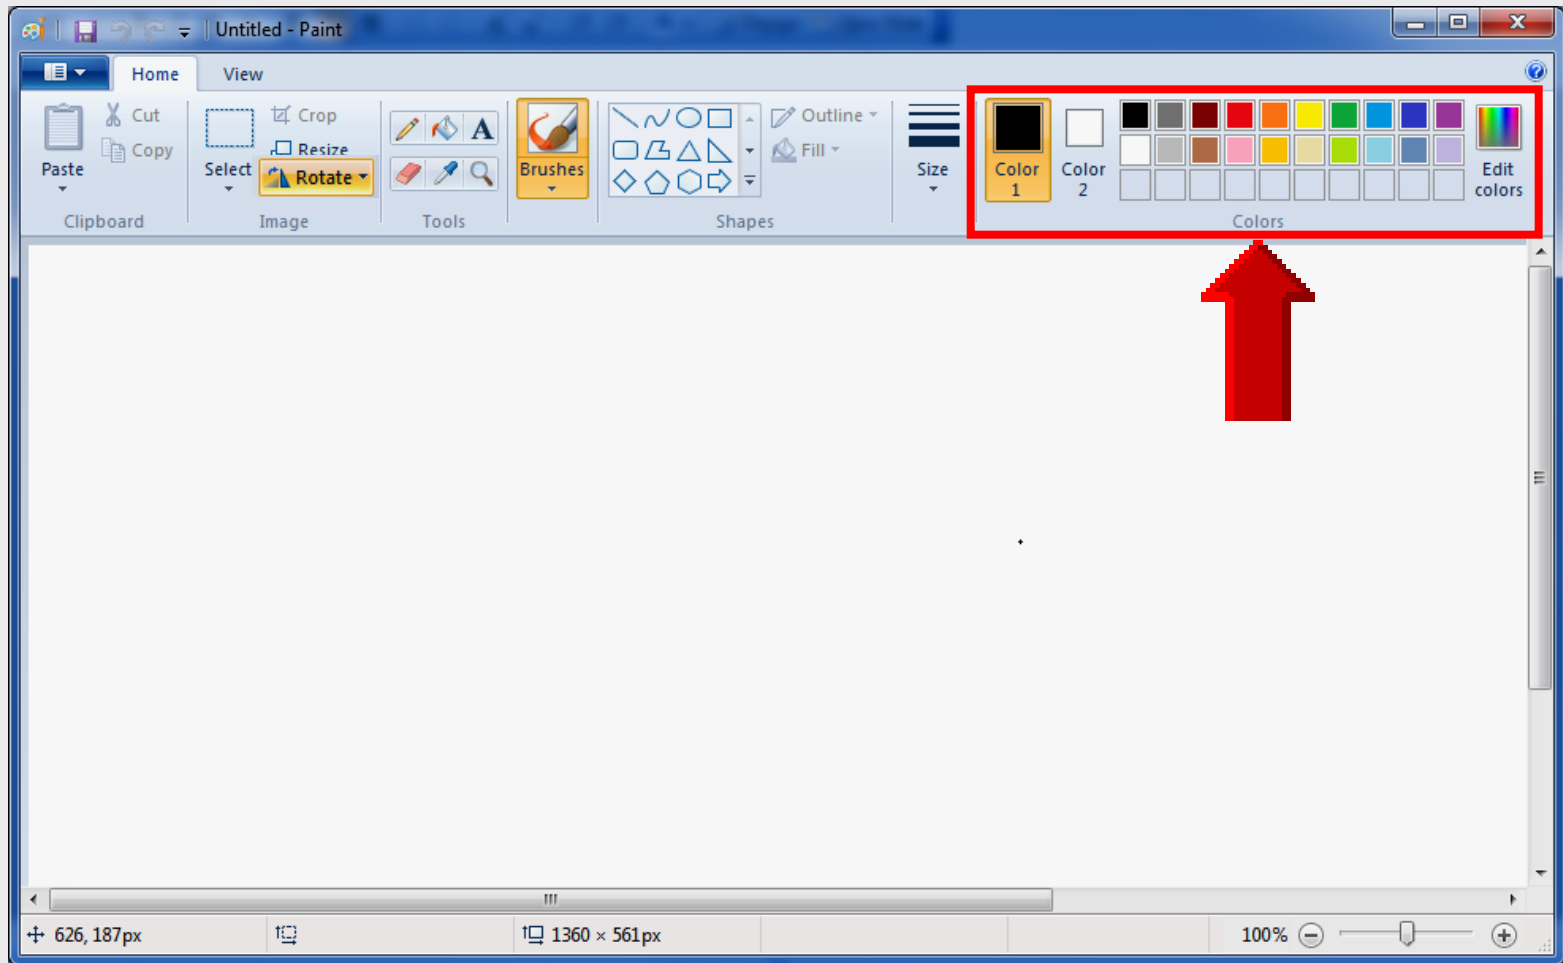 Untitled - Paint
Home View
Cut Crop Outline
Copy Resize Fill
Paste Select Rotate Brushes Size Color 1 Color 2 Edit colors
Clipboard Image Tools Shapes Colors
626, 187px 1360 × 561px 100%